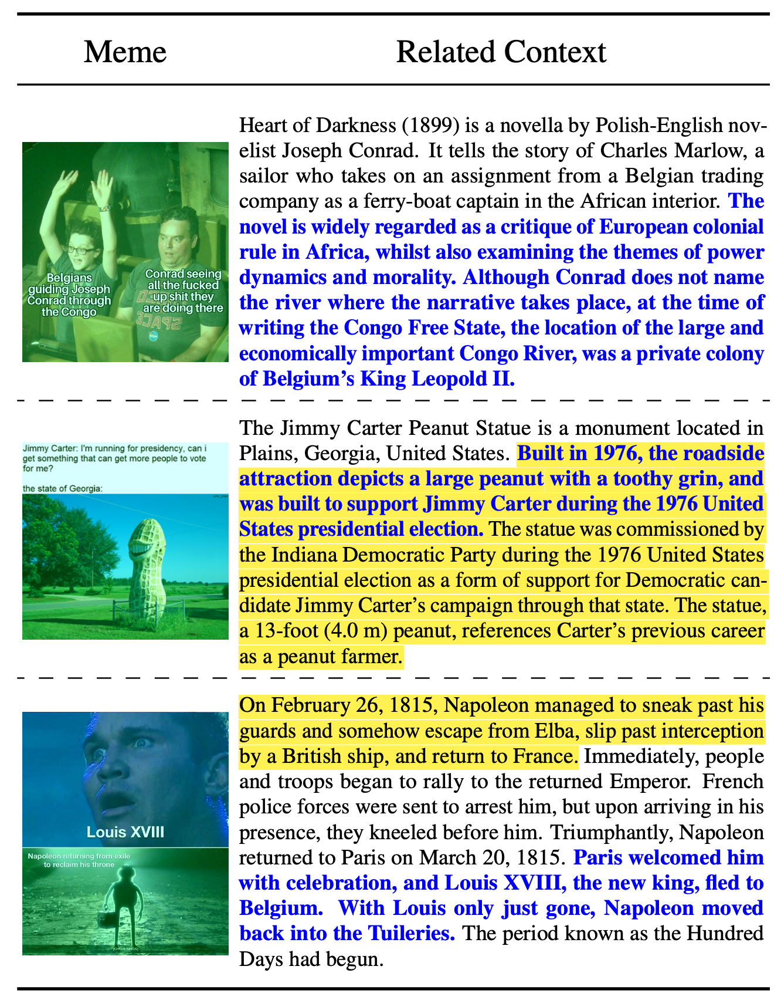 Meme
Related Context
Belgians
guiding Joseph
Conrad through
the Congo
Conrad seeing
all the fucked
up shit they
are doing there
SPACE
Heart of Darkness (1899) is a novella by Polish-English nov-
elist Joseph Conrad. It tells the story of Charles Marlow, a
sailor who takes on an assignment from a Belgian trading
company as a ferry-boat captain in the African interior. The
novel is widely regarded as a critique of European colonial
rule in Africa, whilst also examining the themes of power
dynamics and morality. Although Conrad does not name
the river where the narrative takes place, at the time of
writing the Congo Free State, the location of the large and
economically important Congo River, was a private colony
of Belgium's King Leopold II.
Jimmy Carter: I'm running for presidency, can i
get something that can get more people to vote
for me?
the state of Georgia:
The Jimmy Carter Peanut Statue is a monument located in
Plains, Georgia, United States. Built in 1976, the roadside
attraction depicts a large peanut with a toothy grin, and
was built to support Jimmy Carter during the 1976 United
States presidential election. The statue was commissioned by
the Indiana Democratic Party during the 1976 United States
presidential election as a form of support for Democratic can-
didate Jimmy Carter's campaign through that state. The statue,
a 13-foot (4.0 m) peanut, references Carter's previous career
as a peanut farmer.
Louis XVIII
Napoleon returning from exile
to reclaim his throne
(CHOIR SINGS)
On February 26, 1815, Napoleon managed to sneak past his
guards and somehow escape from Elba, slip past interception
by a British ship, and return to France. Immediately, people
and troops began to rally to the returned Emperor. French
police forces were sent to arrest him, but upon arriving in his
presence, they kneeled before him. Triumphantly, Napoleon
returned to Paris on March 20, 1815. Paris welcomed him
with celebration, and Louis XVIII, the new king, fled to
Belgium. With Louis only just gone, Napoleon moved
back into the Tuileries. The period known as the Hundred
Days had begun.